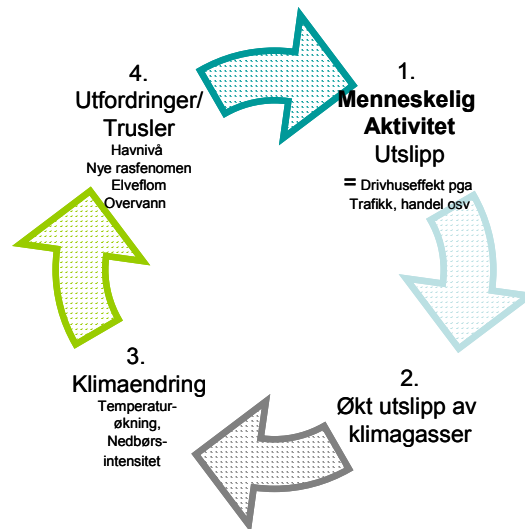 1.
Menneskelig
Aktivitet
Utslipp
= Drivhuseffekt pga
Trafikk, handel osv
2.
Økt utslipp av
klimagasser
3.
Klimaendring
Temperatur-
økning,
Nedbørs-
intensitet
4.
Utfordringer/
Trusler
Havnivå
Nye rasfenomen
Elveflom
Overvann